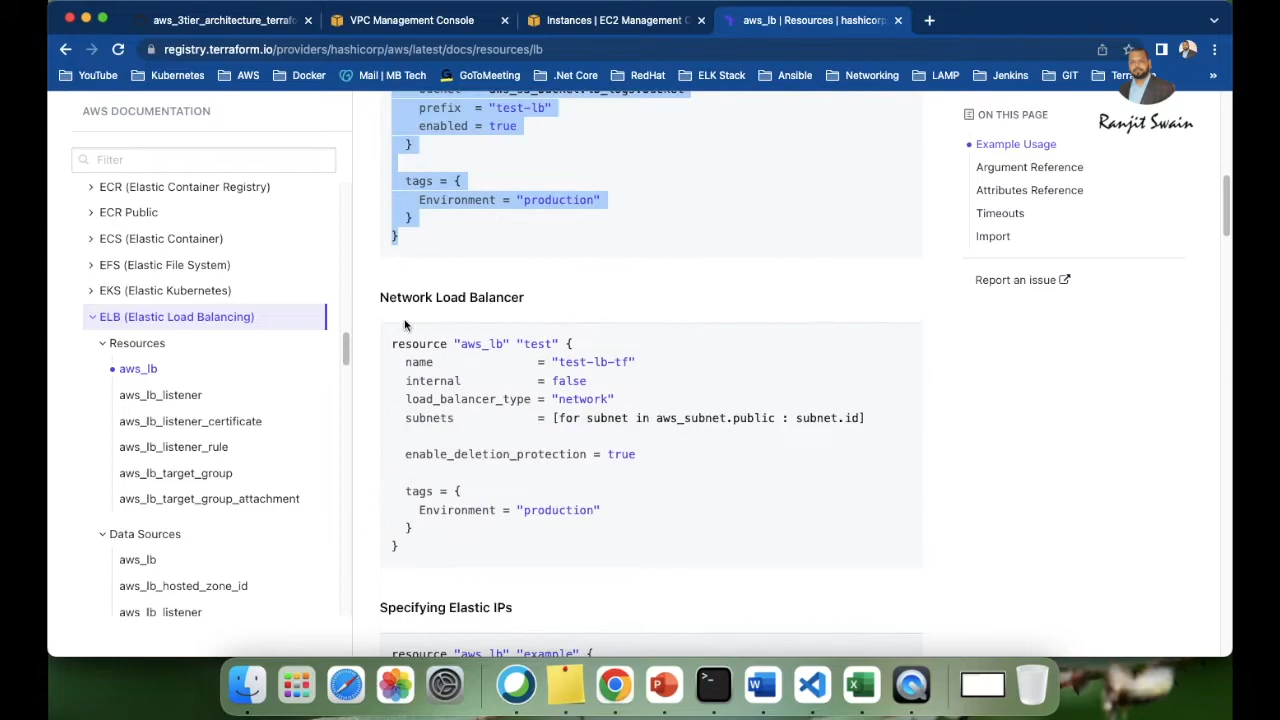 aws_3tier_architecture_terraf
VPC Management Console
Instances | EC2 Management C
aws_lb | Resources | hashicorp
registry.terraform.io/providers/hashicorp/aws/latest/docs/resources/lb
YouTube
Kubernetes
AWS
Docker
Mail | MB Tech
GoToMeeting
.Net Core
RedHat
ELK Stack
Ansible
Networking
LAMP
Jenkins
GIT
Terra
»
Ranjit Swain
AWS DOCUMENTATION
Filter
ECR (Elastic Container Registry)
ECR Public
ECS (Elastic Container)
EFS (Elastic File System)
EKS (Elastic Kubernetes)
ELB (Elastic Load Balancing)
Resources
aws_lb
aws_lb_listener
aws_lb_listener_certificate
aws_lb_listener_rule
aws_lb_target_group
aws_lb_target_group_attachment
Data Sources
aws_lb
aws_lb_hosted_zone_id
aws_lb_listener
prefix = "test-lb"
enabled = true
}
tags = {
Environment = "production"
}
}
Network Load Balancer
resource "aws_lb" "test" {
name = "test-lb-tf"
internal = false
load_balancer_type = "network"
subnets = [for subnet in aws_subnet.public : subnet.id]
enable_deletion_protection = true
tags = {
Environment = "production"
}
}
Specifying Elastic IPs
resource "aws_lb" "example" {
ON THIS PAGE
Example Usage
Argument Reference
Attributes Reference
Timeouts
Import
Report an issue